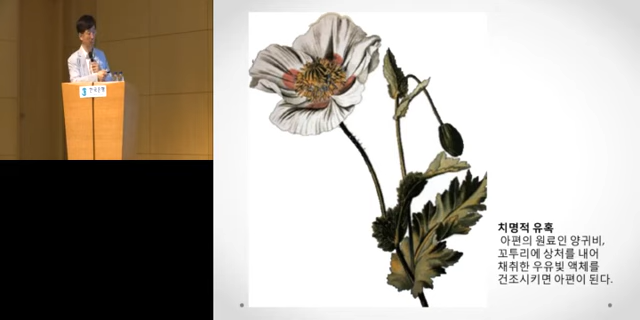 치명적 유혹
아편의 원료인 양귀비,
꼬투리에 상처를 내어
채취한 우유빛 액체를
건조시키면 아편이 된다.